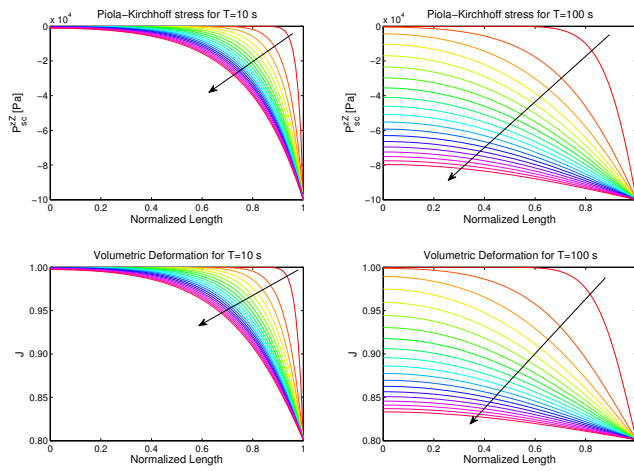 Piola−Kirchhoff stress for T=10 s
x 10^4
0
−2
−4
−6
−8
−10
P_sc^zZ [Pa]
0 0.2 0.4 0.6 0.8 1
Normalized Length
Piola−Kirchhoff stress for T=100 s
x 10^4
0
−2
−4
−6
−8
−10
P_sc^zZ [Pa]
0 0.2 0.4 0.6 0.8 1
Normalized Length
Volumetric Deformation for T=10 s
1.00
0.95
0.90
0.85
0.80
J
0 0.2 0.4 0.6 0.8 1
Normalized Length
Volumetric Deformation for T=100 s
1.00
0.95
0.90
0.85
0.80
J
0 0.2 0.4 0.6 0.8 1
Normalized Length